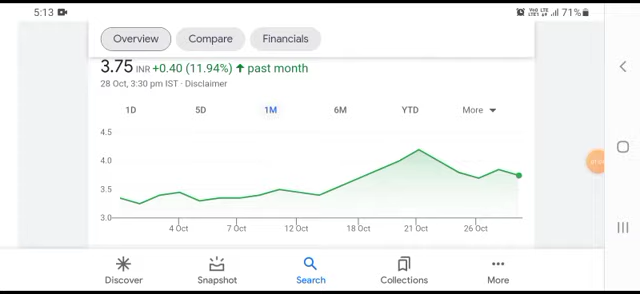 5:13 71%
Overview Compare Financials
3.75 INR +0.40 (11.94%) ↑ past month
28 Oct, 3:30 pm IST · Disclaimer
1D 5D 1M 6M YTD More
4.5
4.0
3.5
3.0
4 Oct 7 Oct 12 Oct 18 Oct 21 Oct 26 Oct
Discover Snapshot Search Collections More